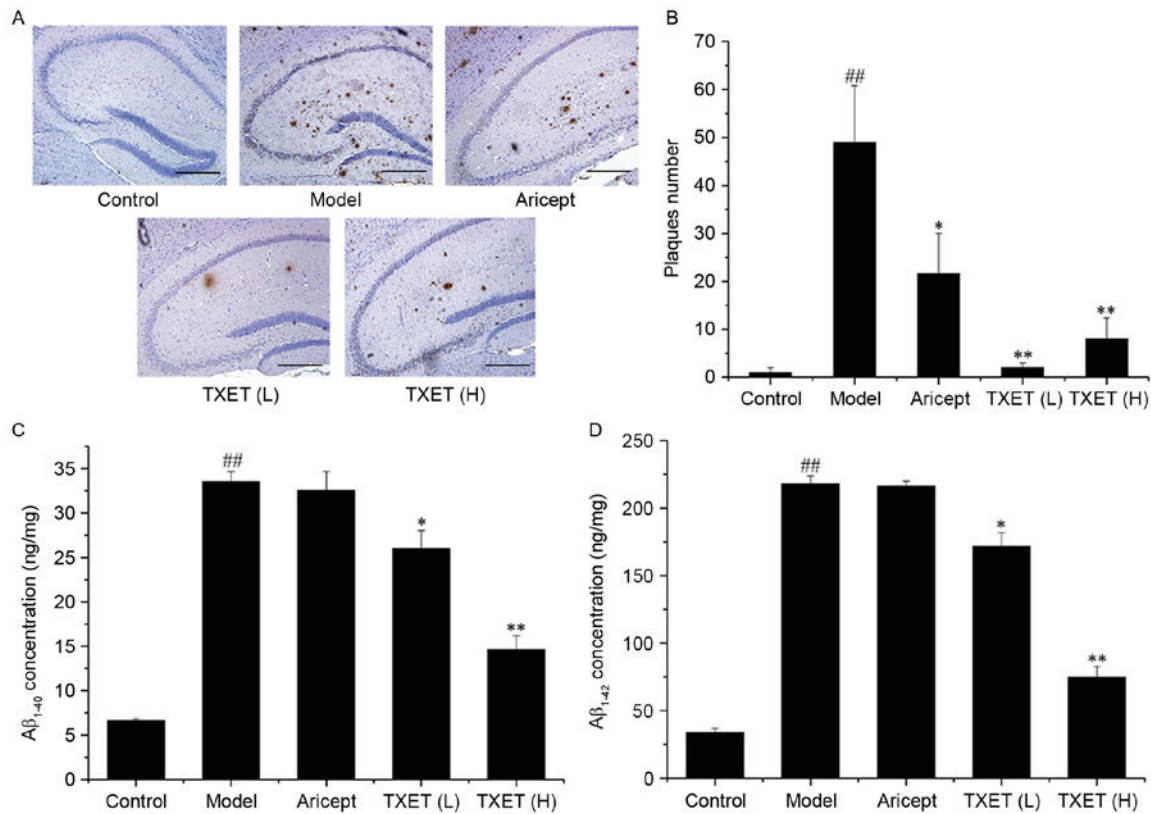 A
Control
Model
Aricept
TXET (L)
TXET (H)
B
Plaques number
70
60
50
40
30
20
10
0
##
*
**
**
Control
Model
Aricept
TXET (L)
TXET (H)
C
Aβ1-40 concentration (ng/mg)
35
33
25
33
15
10
5
0
##
*
**
Control
Model
Aricept
TXET (L)
TXET (H)
D
Aβ1-42 concentration (ng/mg)
250
200
150
100
50
0
##
*
**
Control
Model
Aricept
TXET (L)
TXET (H)